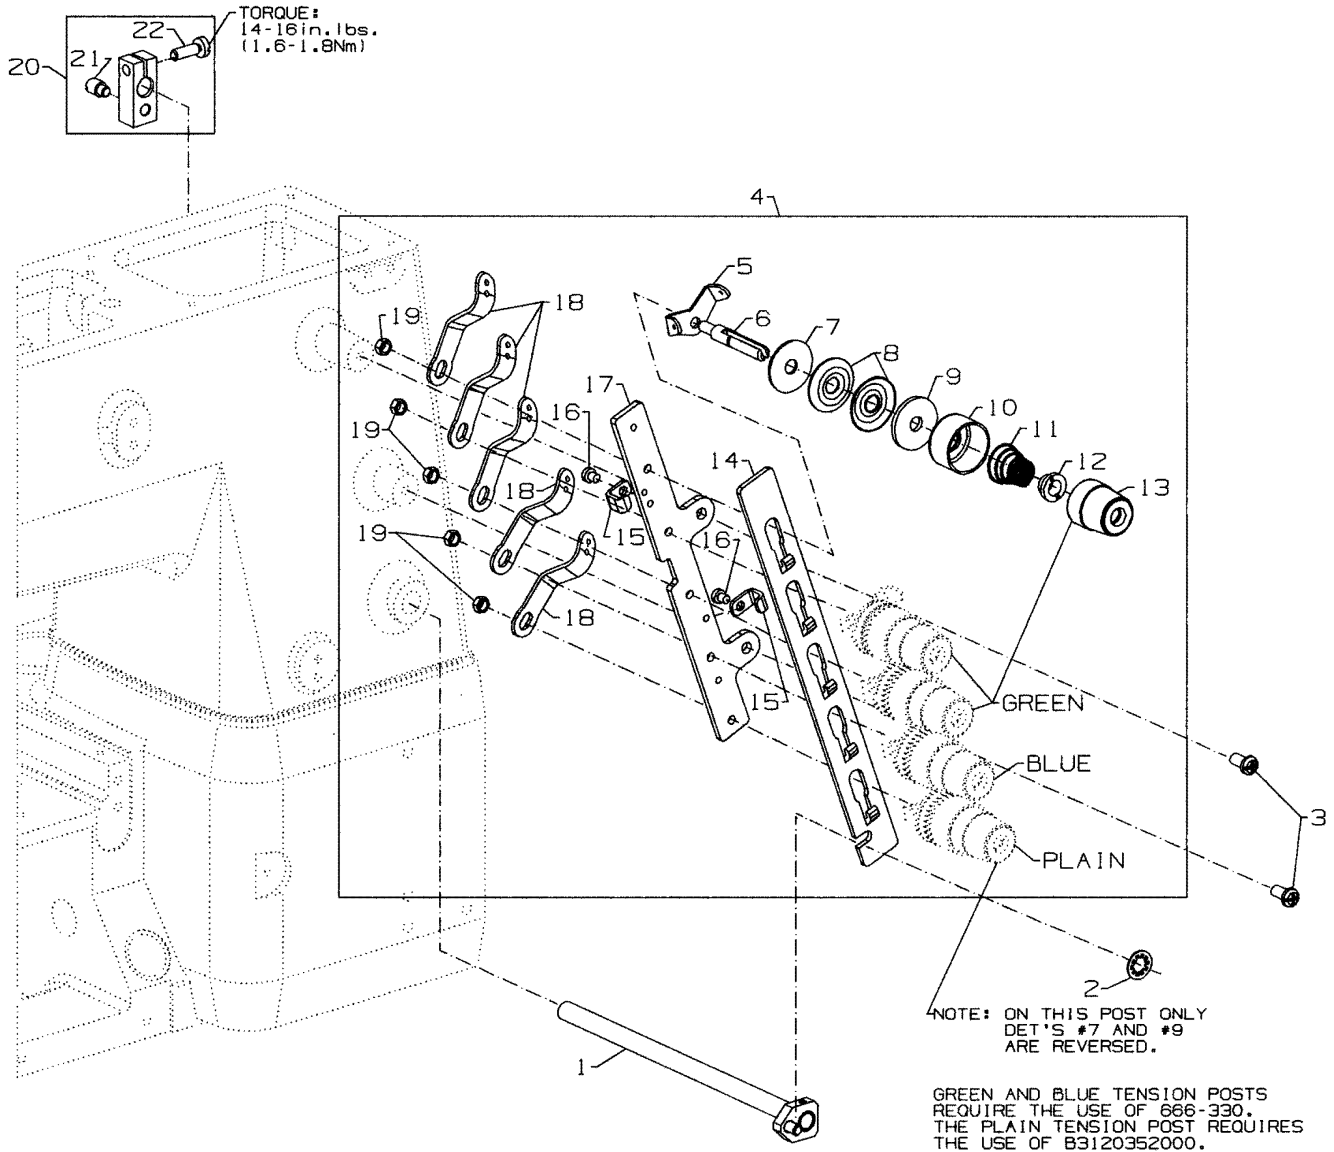 TORQUE:
14-16in.lbs.
(1.6-1.8Nm)
22
21
20
4
5
6
7
8
9
10
11
12
13
18
19
17
16
14
19
18
15
16
19
18
15
GREEN
BLUE
PLAIN
3
2
1
NOTE: ON THIS POST ONLY
DET'S #7 AND #9
ARE REVERSED.
GREEN AND BLUE TENSION POSTS
REQUIRE THE USE OF 666-330.
THE PLAIN TENSION POST REQUIRES
THE USE OF B3120352000.